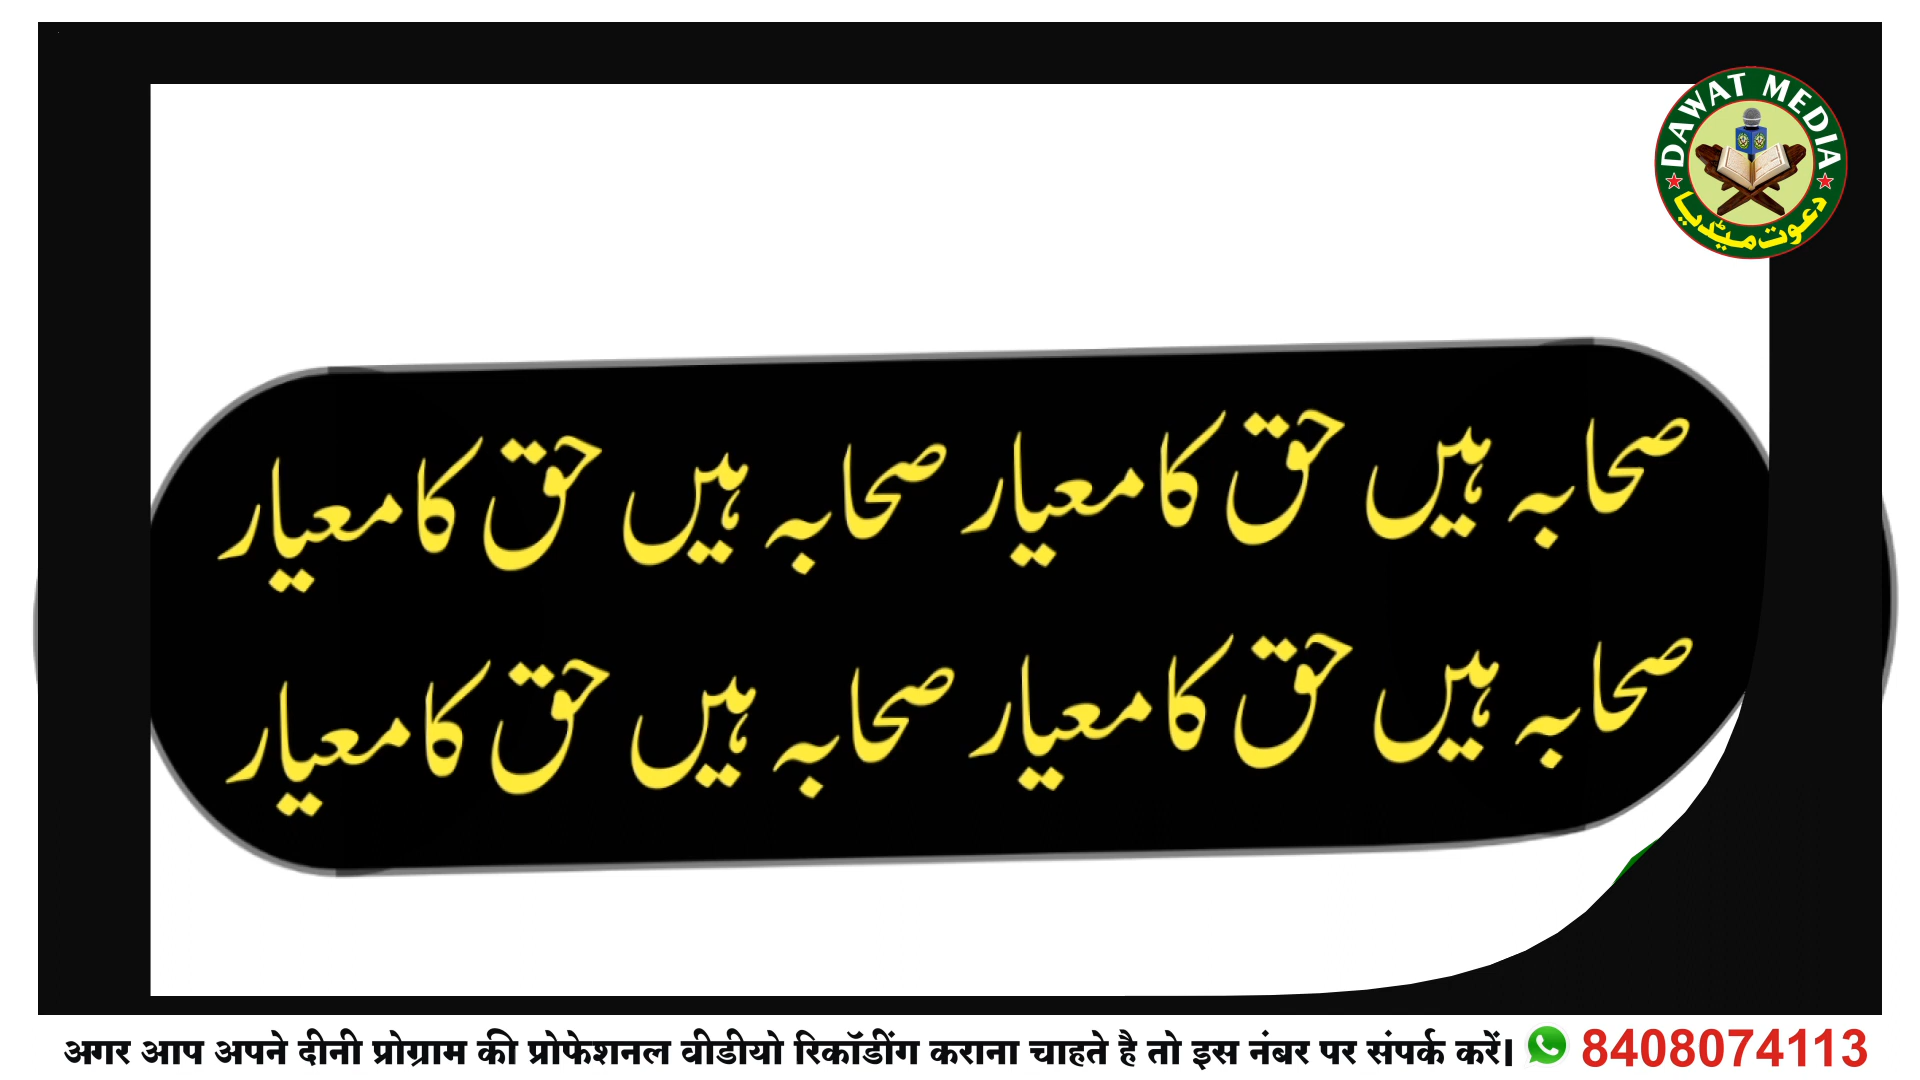 DAWAT MEDIA
دعوت میڈیا
صحابہ ہیں حق کا معیار صحابہ ہیں حق کا معیار
صحابہ ہیں حق کا معیار صحابہ ہیں حق کا معیار
अगर आप अपने दीनी प्रोग्राम की प्रोफेशनल वीडीयो रिकॉडींग कराना चाहते है तो इस नंबर पर संपर्क करें। 8408074113